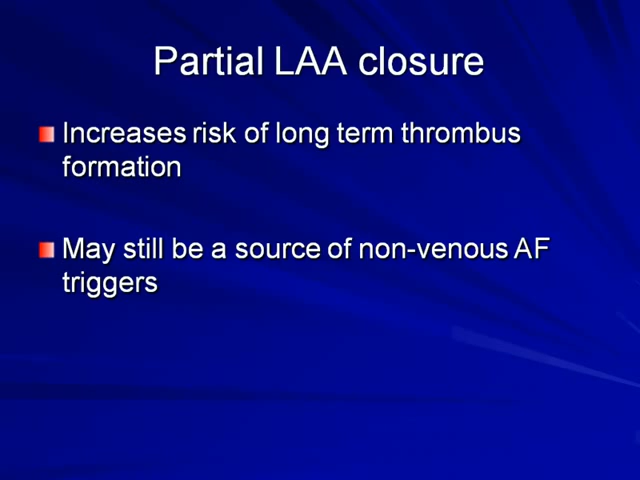 Partial LAA closure
Increases risk of long term thrombus
formation
May still be a source of non-venous AF
triggers